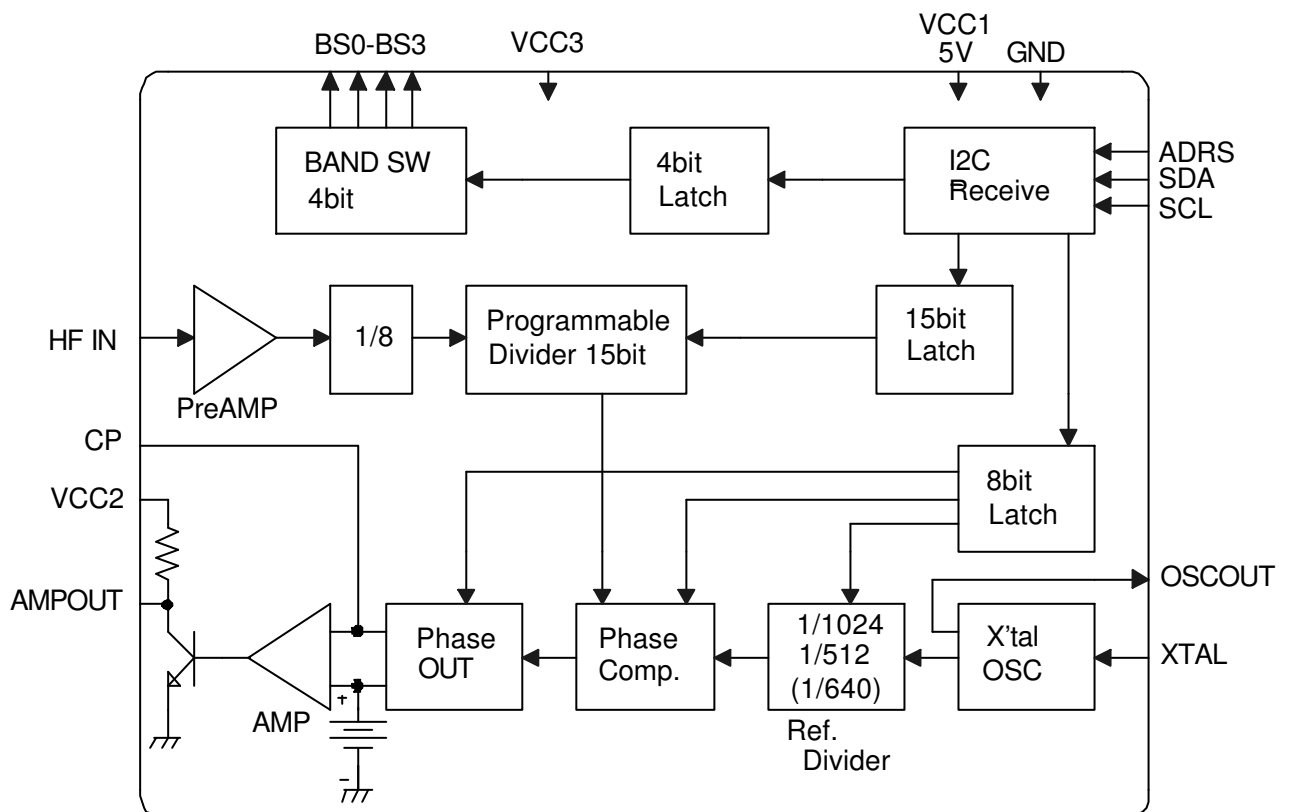 BS0-BS3
VCC3
VCC1
5V
GND
BAND SW
4bit
4bit
Latch
I2C
Receive
ADRS
SDA
SCL
HF IN
PreAMP
1/8
Programmable
Divider 15bit
15bit
Latch
CP
VCC2
8bit
Latch
AMPOUT
OSCOUT
Phase
OUT
Phase
Comp.
1/1024
1/512
(1/640)
X'tal
OSC
XTAL
+
AMP
-
Ref.
Divider